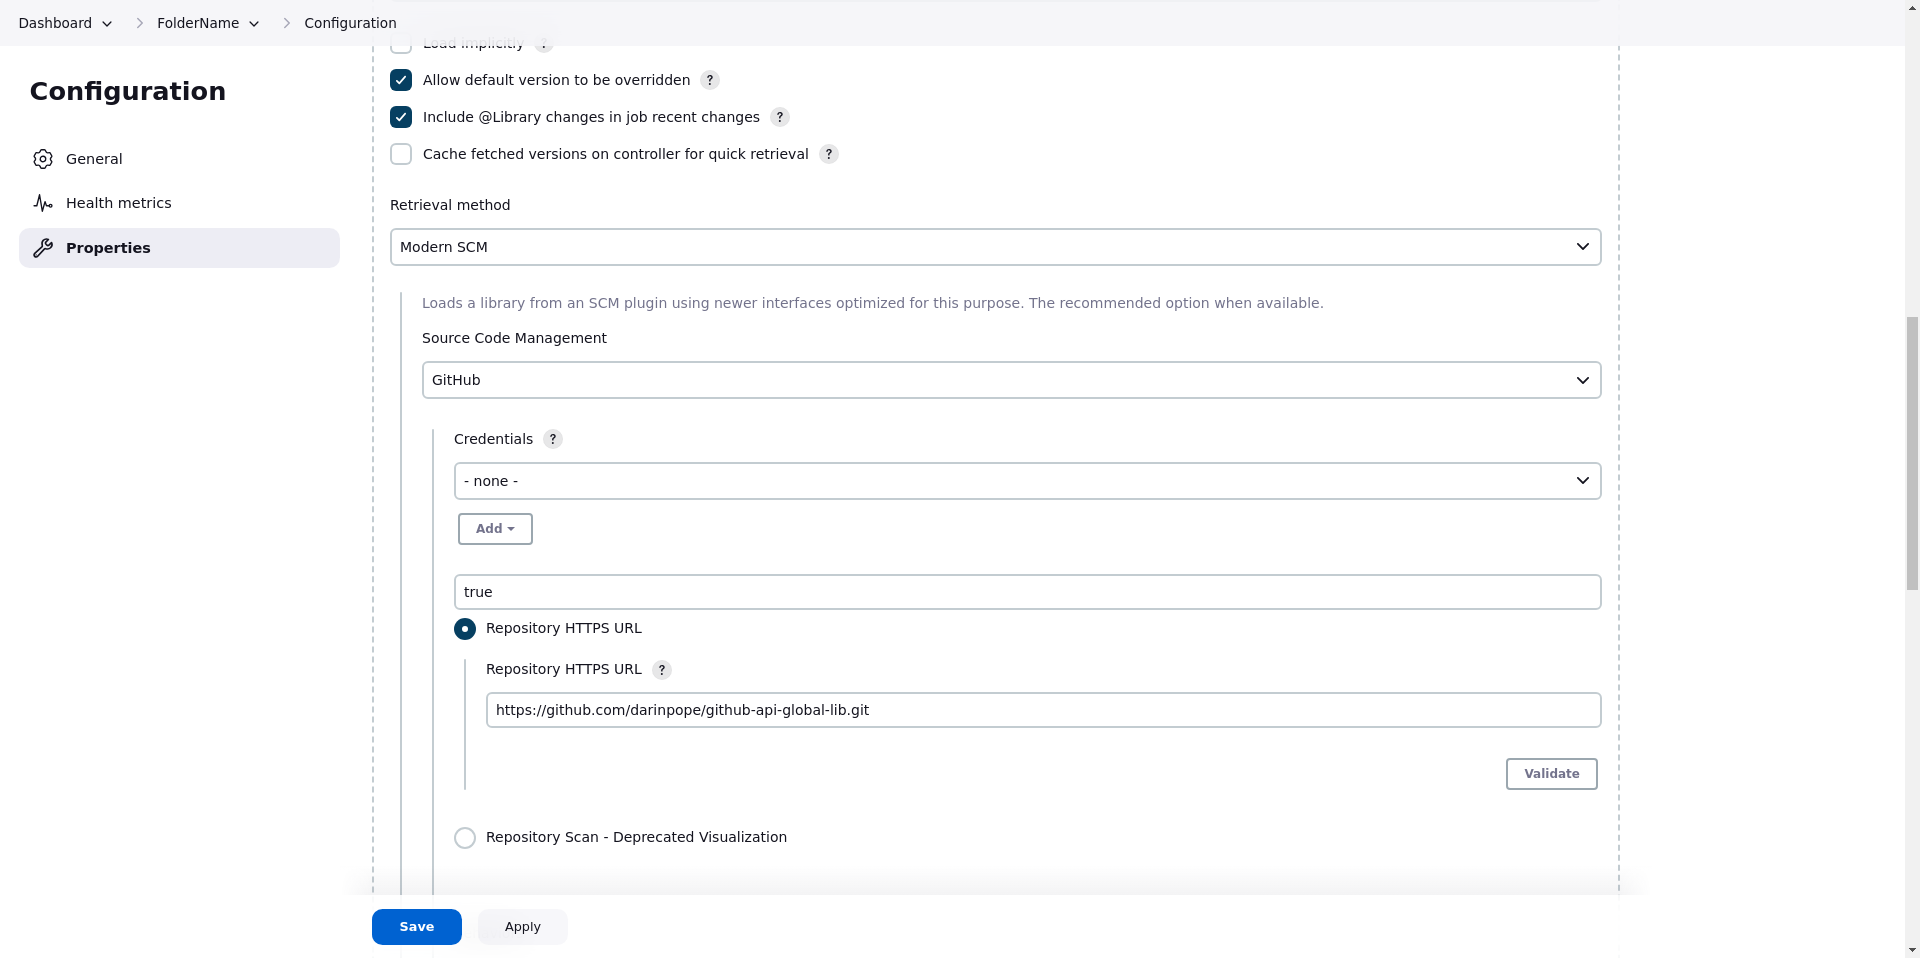 Dashboard FolderName Configuration
Configuration
General
Health metrics
Properties
Load implicitly ?
Allow default version to be overridden ?
Include @Library changes in job recent changes ?
Cache fetched versions on controller for quick retrieval ?
Retrieval method
Modern SCM
Loads a library from an SCM plugin using newer interfaces optimized for this purpose. The recommended option when available.
Source Code Management
GitHub
Credentials ?
- none -
Add
true
Repository HTTPS URL
Repository HTTPS URL ?
https://github.com/darinpope/github-api-global-lib.git
Validate
Repository Scan - Deprecated Visualization
Save Apply